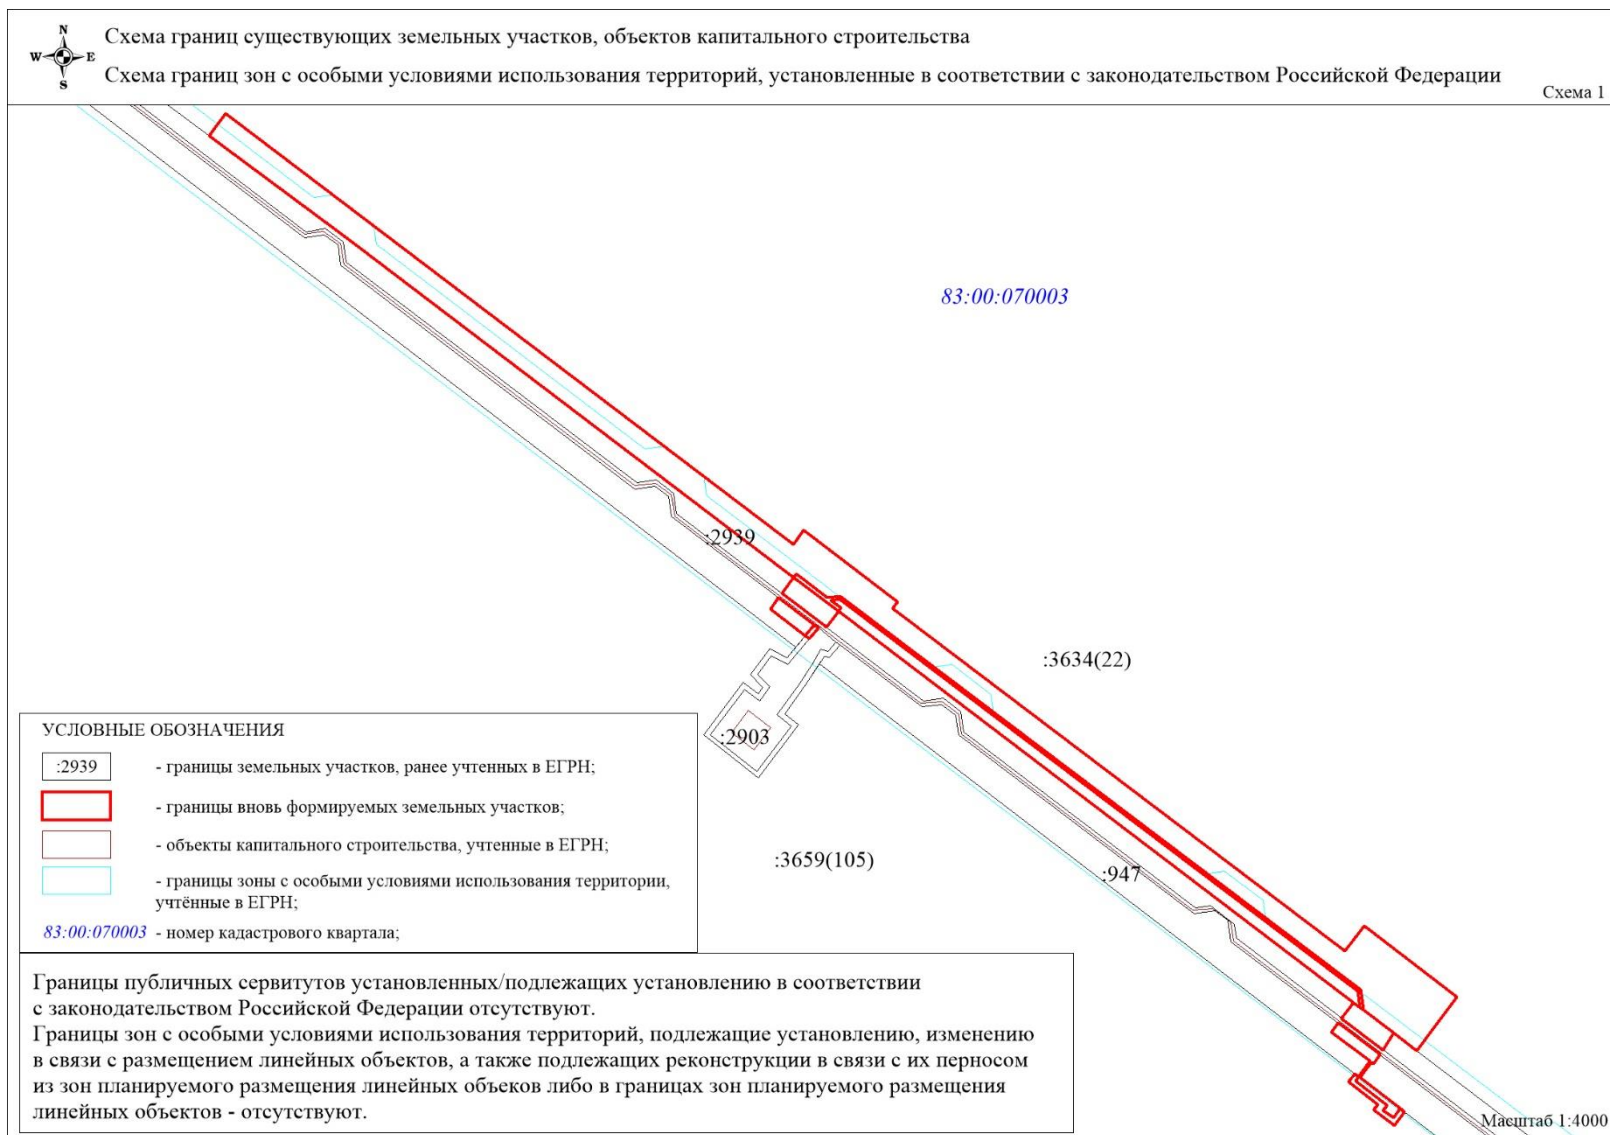 N
W E
S
Схема границ существующих земельных участков, объектов капитального строительства
Схема границ зон с особыми условиями использования территорий, установленные в соответствии с законодательством Российской Федерации
Схема 1
83:00:070003
:2939
:3634(22)
:2903
:3659(105)
:947
УСЛОВНЫЕ ОБОЗНАЧЕНИЯ
:2939 - границы земельных участков, ранее учтенных в ЕГРН;
- границы вновь формируемых земельных участков;
- объекты капитального строительства, учтенные в ЕГРН;
- границы зоны с особыми условиями использования территории,
учтённые в ЕГРН;
83:00:070003 - номер кадастрового квартала;
Границы публичных сервитутов установленных/подлежащих установлению в соответствии
с законодательством Российской Федерации отсутствуют.
Границы зон с особыми условиями использования территорий, подлежащие установлению, изменению
в связи с размещением линейных объектов, а также подлежащих реконструкции в связи с их перносом
из зон планируемого размещения линейных объеков либо в границах зон планируемого размещения
линейных объектов - отсутствуют.
Масштаб 1:4000